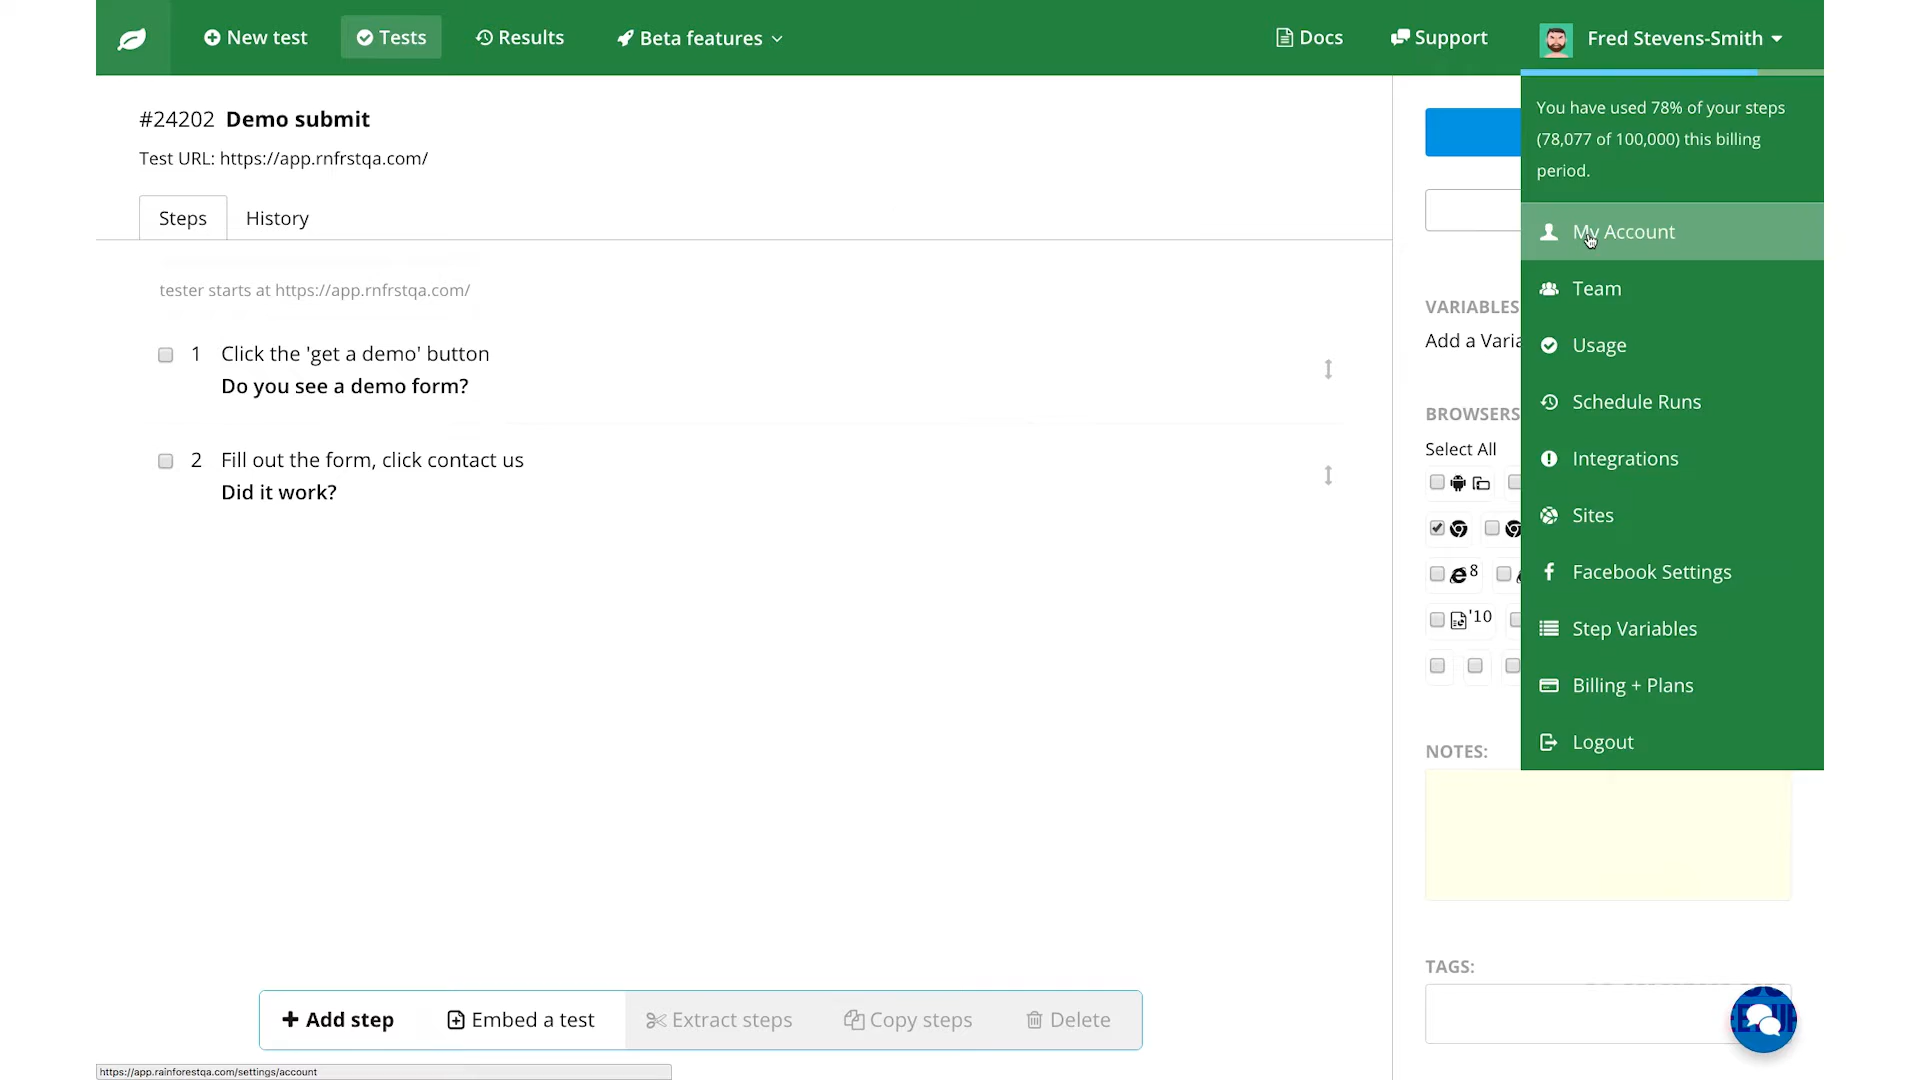 New test
Tests
Results
Beta features
Docs
Support
Fred Stevens-Smith
#24202 Demo submit
Test URL: https://app.rnfrstqa.com/
Steps
History
tester starts at https://app.rnfrstqa.com/
1 Click the 'get a demo' button
Do you see a demo form?
2 Fill out the form, click contact us
Did it work?
Add step
Embed a test
Extract steps
Copy steps
Delete
You have used 78% of your steps
(78,077 of 100,000) this billing
period.
My Account
Team
Usage
Schedule Runs
Integrations
Sites
Facebook Settings
Step Variables
Billing + Plans
Logout
VARIABLES
Add a
BROWSERS
Select All
8
'10
NOTES:
TAGS:
https://app.rainforestqa.com/settings/account